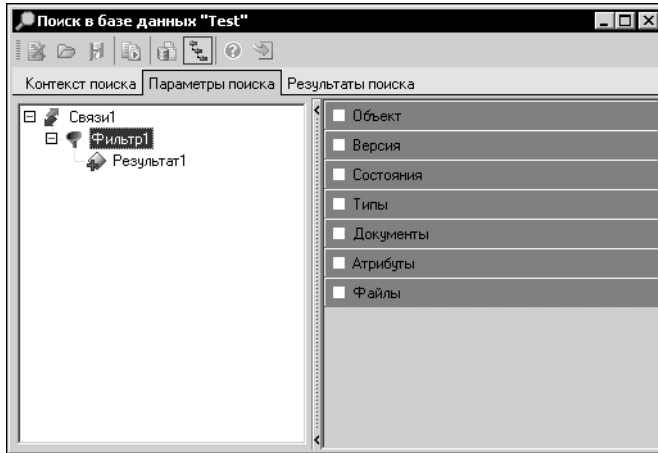 Поиск в базе данных "Test"
Контекст поиска Параметры поиска Результаты поиска
Связи1
Фильтр1
Результат1
Объект
Версия
Состояния
Типы
Документы
Атрибуты
Файлы